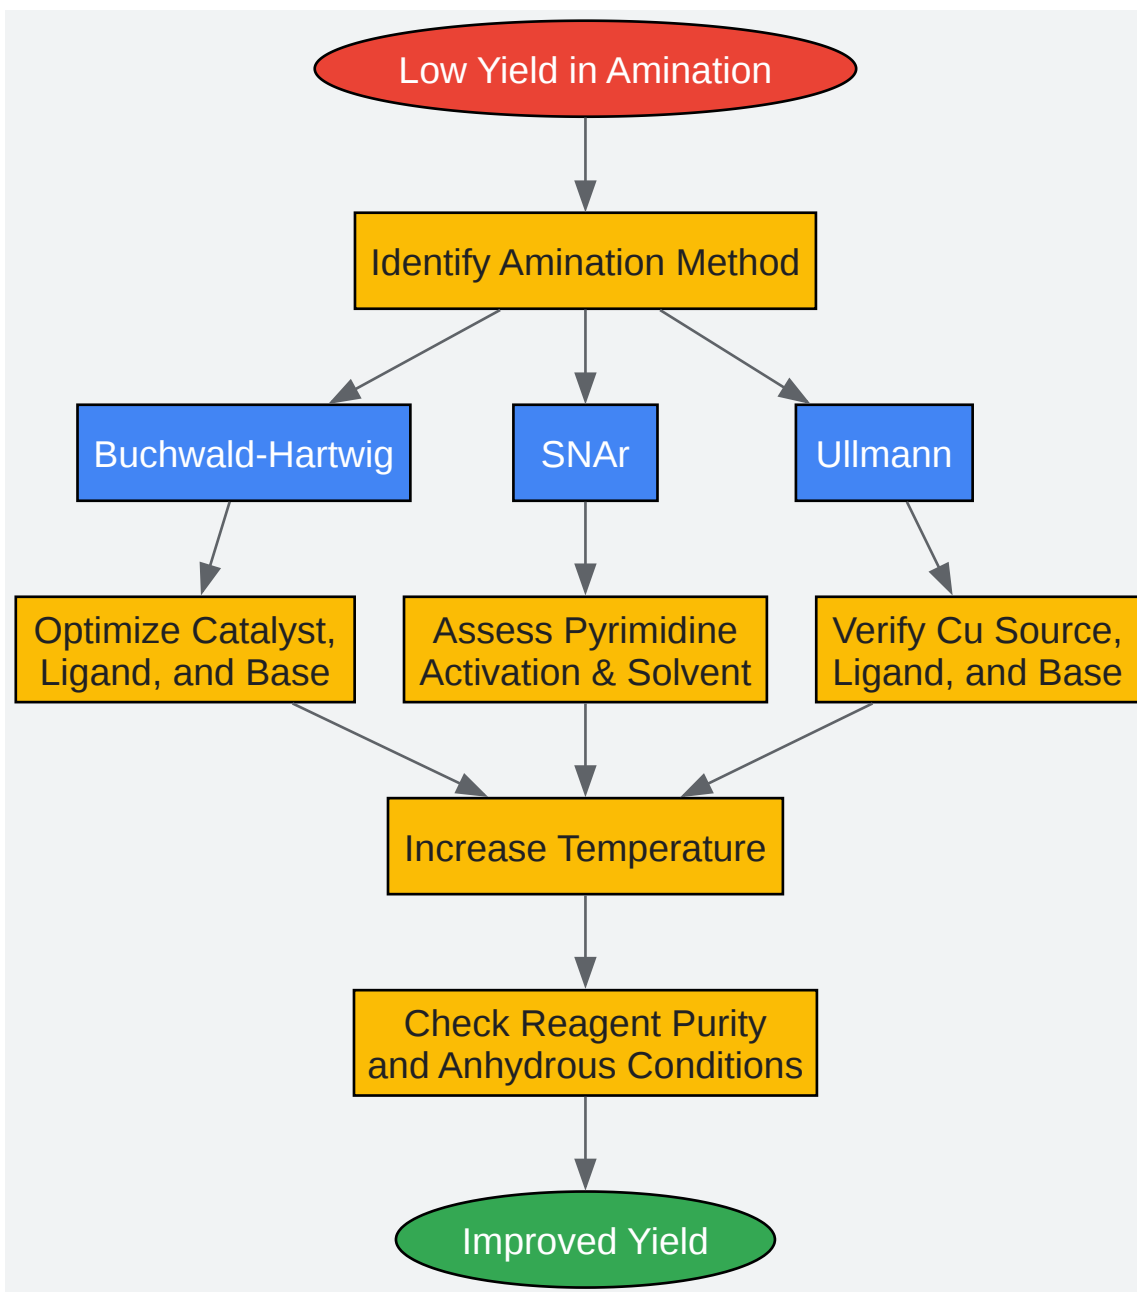 Low Yield in Amination
Identify Amination Method
Buchwald-Hartwig
SNAr
Ullmann
Optimize Catalyst,
Ligand, and Base
Assess Pyrimidine
Activation & Solvent
Verify Cu Source,
Ligand, and Base
Increase Temperature
Check Reagent Purity
and Anhydrous Conditions
Improved Yield